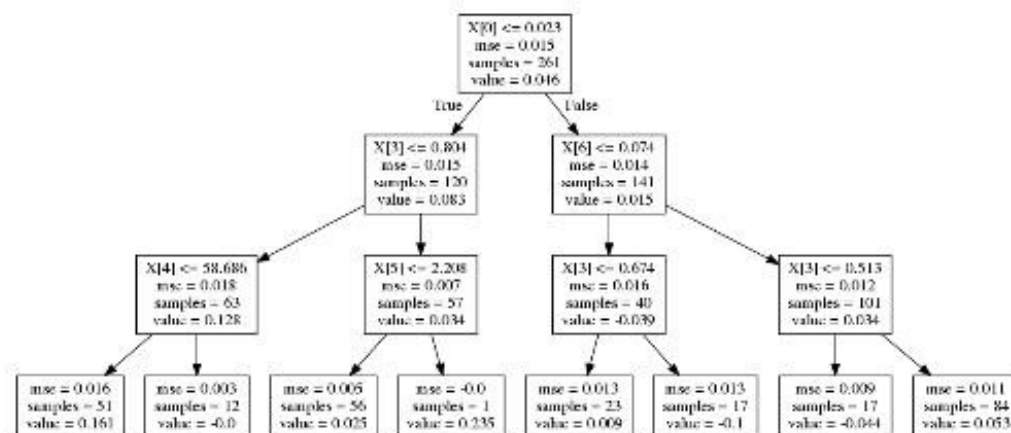 X[0] <= 0.023
mse = 0.015
samples = 261
value = 0.046
True
False
X[3] <= 0.804
mse = 0.015
samples = 120
value = 0.083
X[6] <= 0.074
mse = 0.014
samples = 141
value = 0.015
X[4] <= 58.686
mse = 0.018
samples = 63
value = 0.128
X[5] <= 2.208
mse = 0.007
samples = 57
value = 0.034
X[3] <= 0.674
mse = 0.016
samples = 40
value = -0.039
X[3] <= 0.513
mse = 0.012
samples = 101
value = 0.034
mse = 0.016
samples = 51
value = 0.161
mse = 0.003
samples = 12
value = -0.0
mse = 0.005
samples = 56
value = 0.025
mse = -0.0
samples = 1
value = 0.235
mse = 0.013
samples = 23
value = 0.009
mse = 0.013
samples = 17
value = -0.1
mse = 0.009
samples = 17
value = -0.044
mse = 0.011
samples = 84
value = 0.053